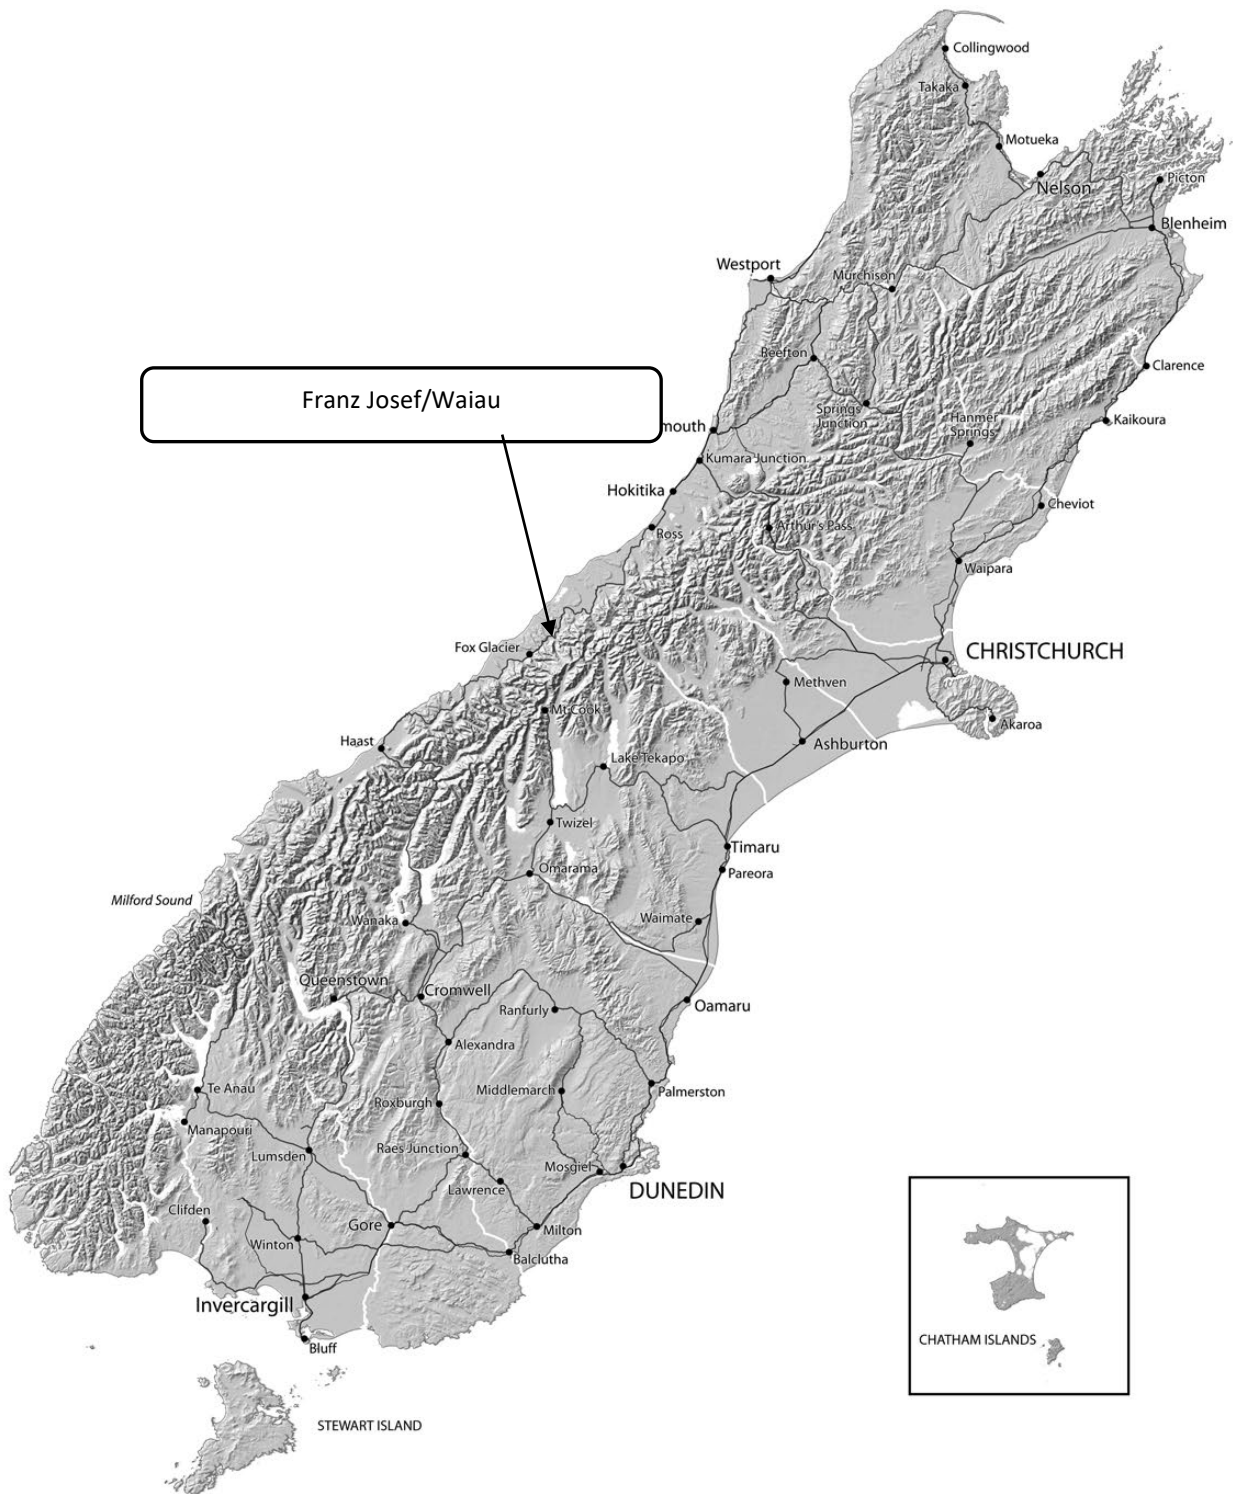 Collingwood
Takaka
Motueka
Nelson
Picton
Blenheim
Westport
Murchison
Reefton
Clarence
Franz Josef/Waiau
Springs
Junction
Hanmer
Springs
Kaikoura
mouth
Kumara Junction
Hokitika
Cheviot
Ross
Arthur's Pass
Waipara
Fox Glacier
CHRISTCHURCH
Methven
Mt Cook
Akaroa
Haast
Ashburton
Lake Tekapo
Twizel
Timaru
Omarama
Pareora
Milford Sound
Wanaka
Waimate
Queenstown
Cromwell
Ranfurly
Oamaru
Alexandra
Te Anau
Middlemarch
Palmerston
Roxburgh
Manapouri
Lumsden
Raes Junction
Mosgiel
Lawrence
DUNEDIN
Clifden
Gore
Milton
Winton
Balclutha
Invercargill
Bluff
CHATHAM ISLANDS
STEWART ISLAND